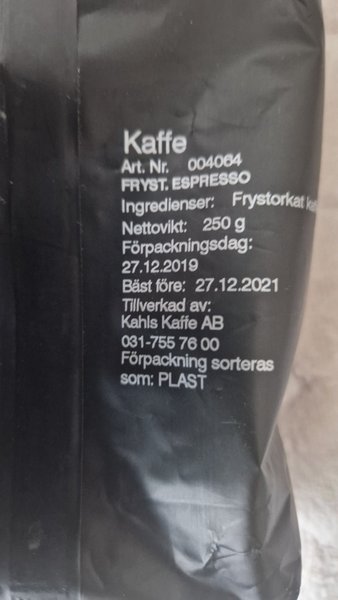 Kaffe
Art. Nr. 004064
FRYST. ESPRESSO
Ingredienser: Frystorkat
Nettovikt: 250 g
Förpackningsdag:
27.12.2019
Bäst före: 27.12.2021
Tillverkad av:
Kahls Kaffe AB
031-755 76 00
Förpackning sorteras
som: PLAST